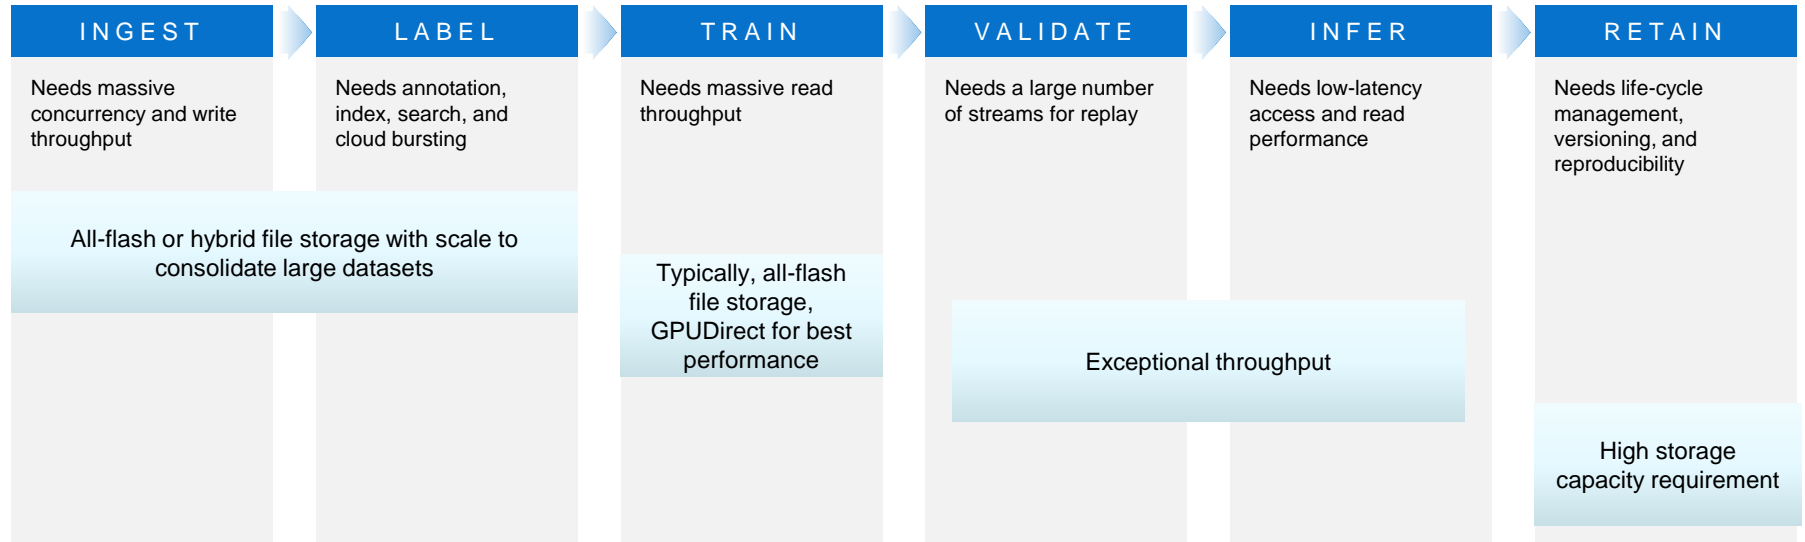 INGEST
LABEL
TRAIN
VALIDATE
INFER
RETAIN
Needs massive
concurrency and write
throughput
Needs annotation,
index, search, and
cloud bursting
Needs massive read
throughput
Needs a large number
of streams for replay
Needs low-latency
access and read
performance
Needs life-cycle
management,
versioning, and
reproducibility
All-flash or hybrid file storage with scale to
consolidate large datasets
Typically, all-flash
file storage,
GPUDirect for best
performance
Exceptional throughput
High storage
capacity requirement